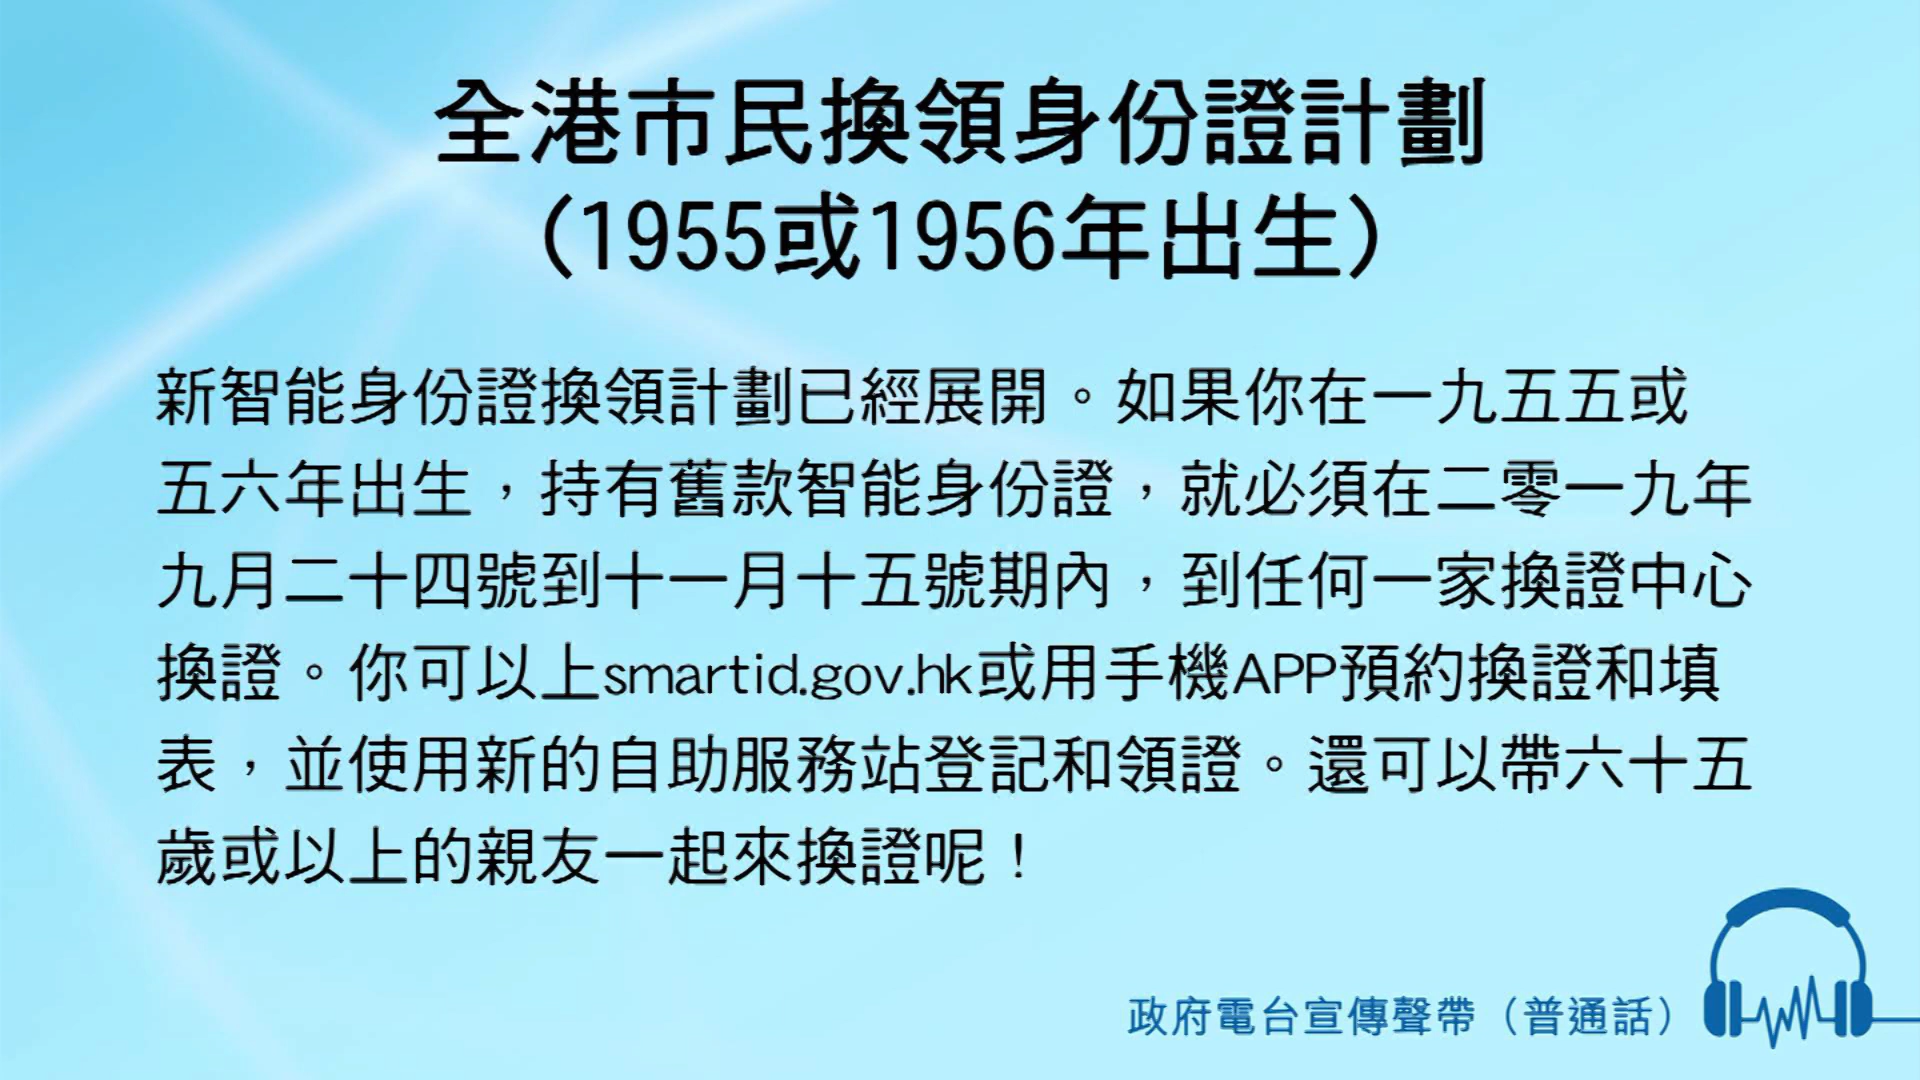 全港市民換領身份證計劃
(1955或1956年出生)
新智能身份證換領計劃已經展開。如果你在一九五五或
五六年出生，持有舊款智能身份證，就必須在二零一九年
九月二十四號到十一月十五號期內，到任何一家換證中心
換證。你可以上smartid.gov.hk或用手機APP預約換證和填
表，並使用新的自助服務站登記和領證。還可以帶六十五
歲或以上的親友一起來換證呢！
政府電台宣傳聲帶（普通話）